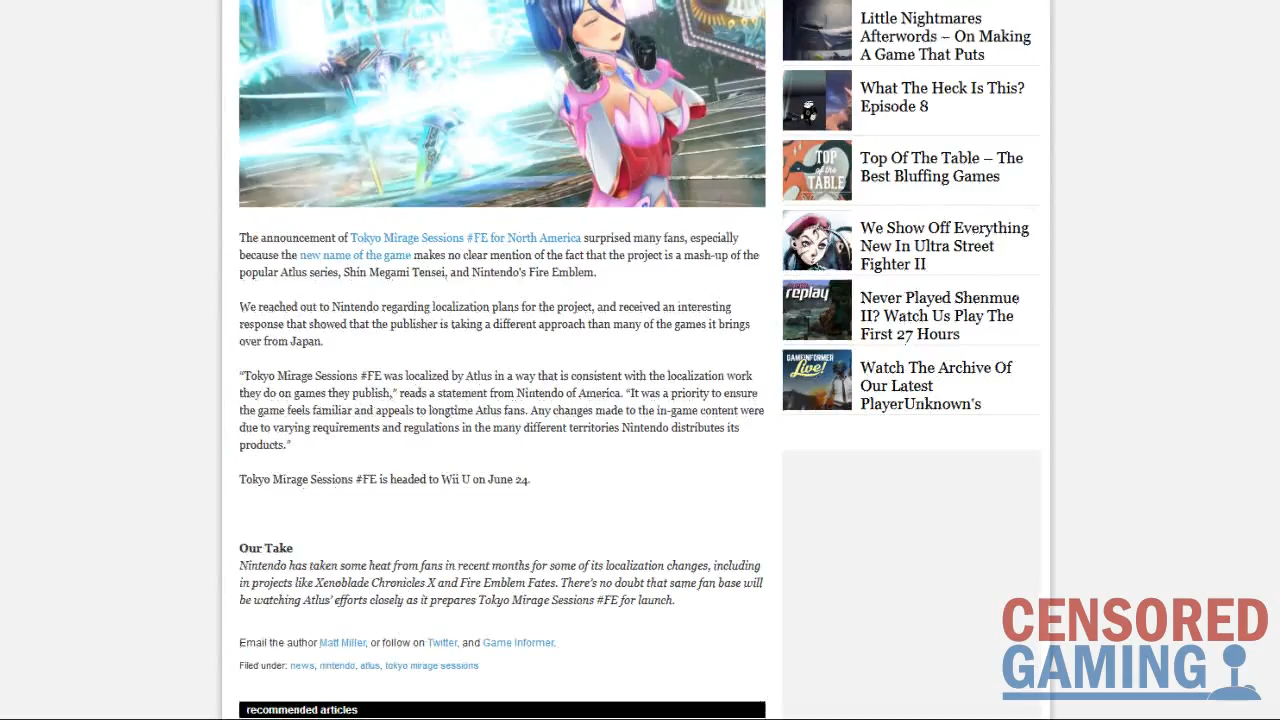 The announcement of Tokyo Mirage Sessions #FE for North America surprised many fans, especially
because the new name of the game makes no clear mention of the fact that the project is a mash-up of the
popular Atlus series, Shin Megami Tensei, and Nintendo's Fire Emblem.
We reached out to Nintendo regarding localization plans for the project, and received an interesting
response that showed that the publisher is taking a different approach than many of the games it brings
over from Japan.
"Tokyo Mirage Sessions #FE was localized by Atlus in a way that is consistent with the localization work
they do on games they publish," reads a statement from Nintendo of America. "It was a priority to ensure
the game feels familiar and appeals to longtime Atlus fans. Any changes made to the in-game content were
due to varying requirements and regulations in the many different territories Nintendo distributes its
products."
Tokyo Mirage Sessions #FE is headed to Wii U on June 24.
Our Take
Nintendo has taken some heat from fans in recent months for some of its localization changes, including
in projects like Xenoblade Chronicles X and Fire Emblem Fates. There's no doubt that same fan base will
be watching Atlus' efforts closely as it prepares Tokyo Mirage Sessions #FE for launch.
Email the author Matt Miller, or follow on Twitter, and Game Informer.
Filed under: news, nintendo, atlus, tokyo mirage sessions
recommended articles
Little Nightmares
Afterwords – On Making
A Game That Puts
What The Heck Is This?
Episode 8
TOP
of the
TABLE
Top Of The Table – The
Best Bluffing Games
We Show Off Everything
New In Ultra Street
Fighter II
replay
Never Played Shenmue
II? Watch Us Play The
First 27 Hours
GAMEINFORMER
Live!
Watch The Archive Of
Our Latest
PlayerUnknown's
CENSORED
GAMING